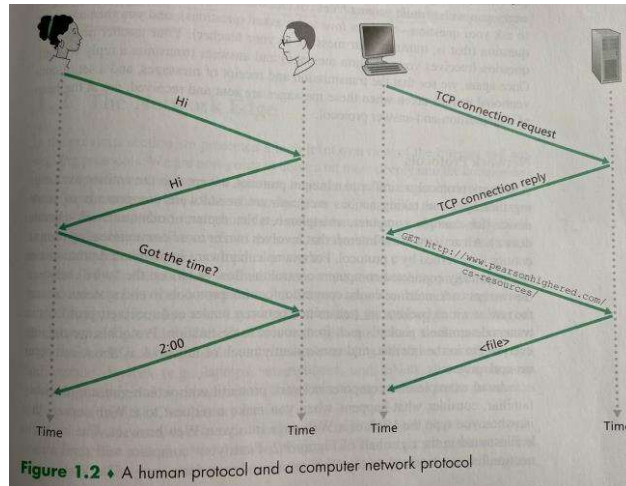 Hi
TCP connection request
Hi
TCP connection reply
Got the time?
GET http://www.pearsonhighered.com/
cs-resources/
2:00
<file>
Time
Time
Time
Time
Figure 1.2 • A human protocol and a computer network protocol